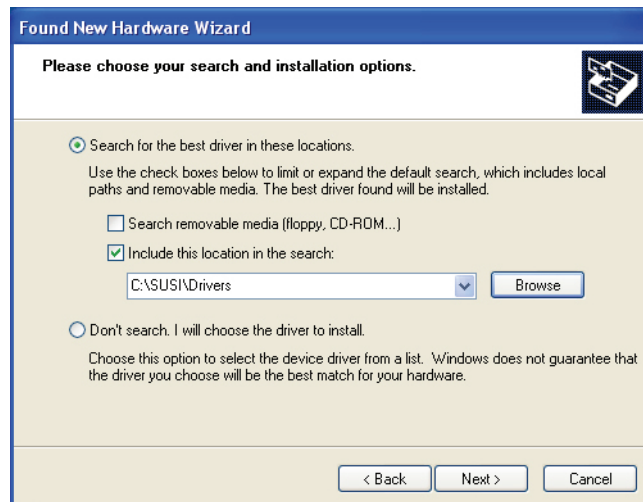 Found New Hardware Wizard
Please choose your search and installation options.
Search for the best driver in these locations.
Use the check boxes below to limit or expand the default search, which includes local
paths and removable media. The best driver found will be installed.
Search removable media (floppy, CD-ROM...)
Include this location in the search:
C:\SUSI\Drivers
Browse
Don't search. I will choose the driver to install.
Choose this option to select the device driver from a list. Windows does not guarantee that
the driver you choose will be the best match for your hardware.
< Back Next > Cancel